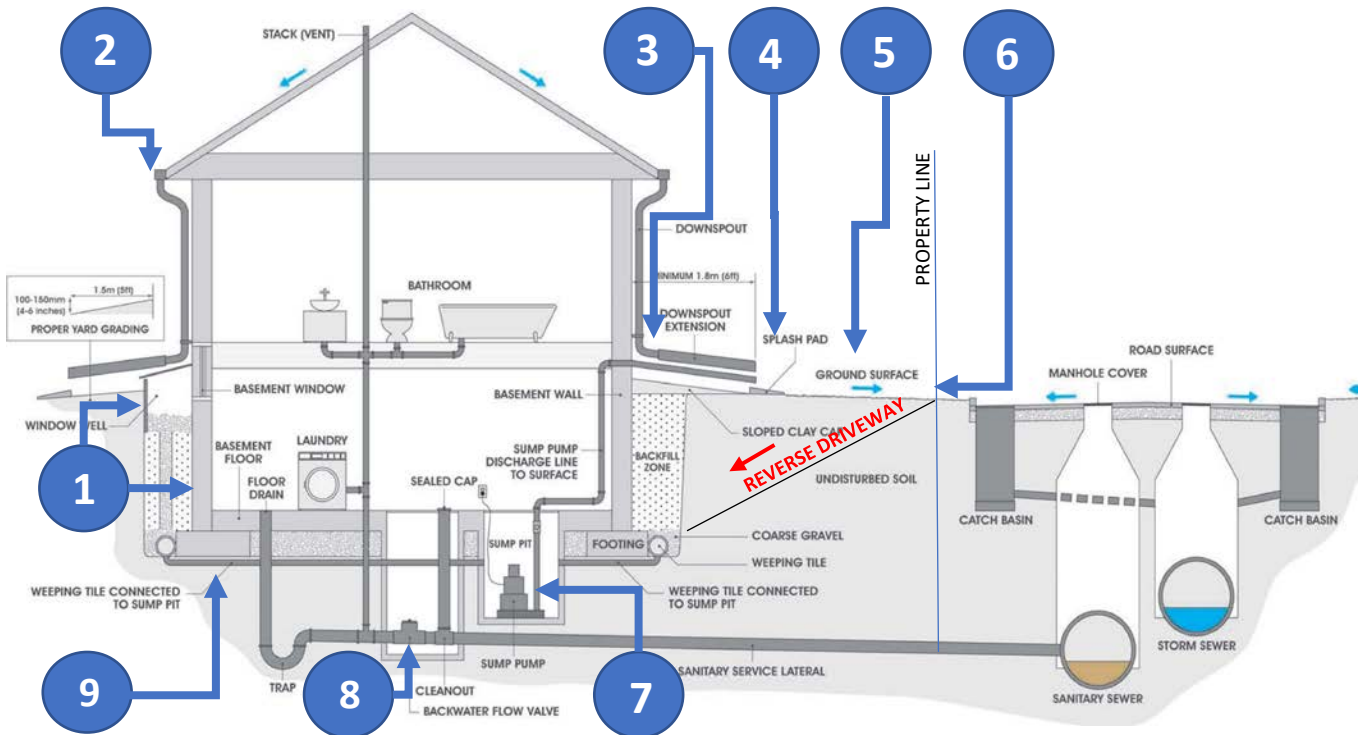 2
3
4
5
6
STACK (VENT)
PROPERTY LINE
DOWNSPOUT
MINIMUM 1.8m (6ft)
1.5m (5ft)
100-150mm
(4-6 inches)
PROPER YARD GRADING
BATHROOM
DOWNSPOUT
EXTENSION
SPLASH PAD
ROAD SURFACE
MANHOLE COVER
GROUND SURFACE
BASEMENT WINDOW
BASEMENT WALL
WINDOW WELL
SLOPED CLAY CAP
REVERSE DRIVEWAY
BASEMENT
FLOOR
LAUNDRY
FLOOR
DRAIN
SEALED CAP
SUMP PUMP
DISCHARGE LINE
TO SURFACE
BACKFILL
ZONE
UNDISTURBED SOIL
1
CATCH BASIN
CATCH BASIN
SUMP PIT
FOOTING
COARSE GRAVEL
WEEPING TILE
WEEPING TILE CONNECTED
TO SUMP PIT
WEEPING TILE CONNECTED
TO SUMP PIT
STORM SEWER
SUMP PUMP
SANITARY SERVICE LATERAL
TRAP
CLEANOUT
BACKWATER FLOW VALVE
SANITARY SEWER
9
8
7